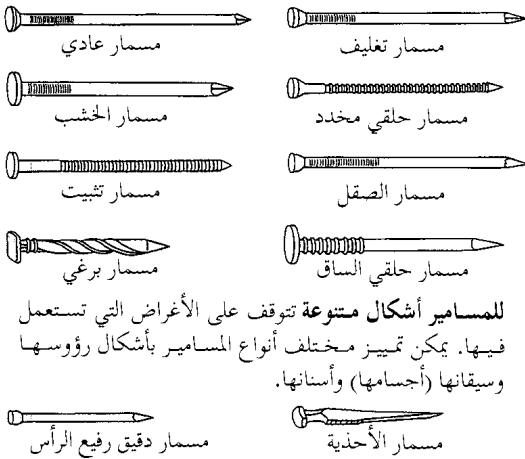 مسمار تغليف
مسمار عادي
مسمار حلقي مخدد
مسمار الخشب
مسمار الصقل
مسمار تثبيت
مسمار حلقي الساق
مسمار برغي
للمسامير أشكال متنوعة تتوقف على الأغراض التي تستعمل
فيها. يمكن تمييز مختلف أنواع المسامير بأشكال رؤوسها
وسيقانها (أجسامها) وأسنانها.
مسمار الأحذية
مسمار دقيق رفيع الرأس